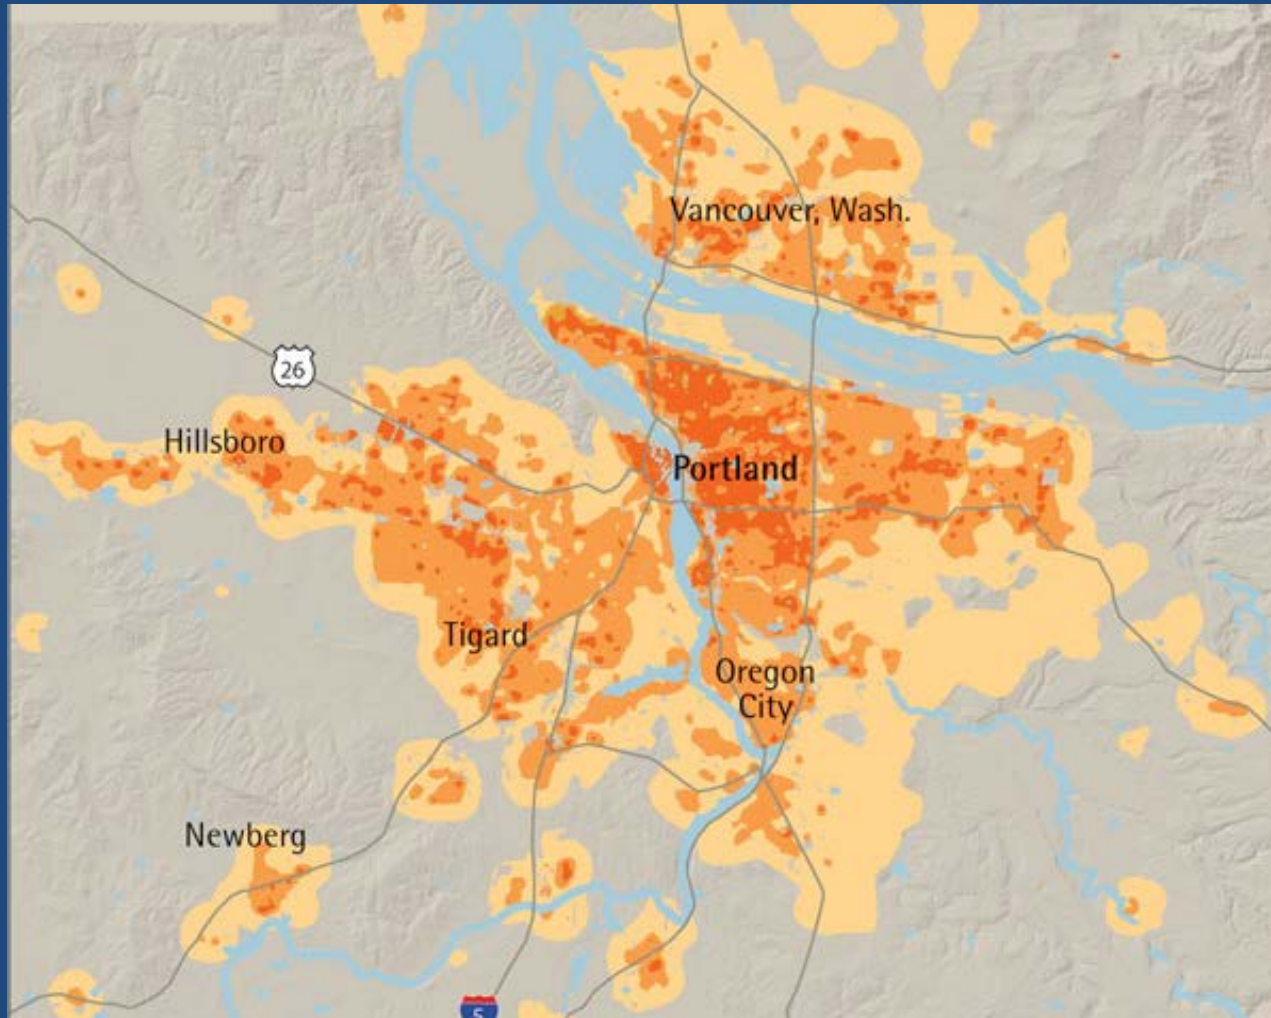 Vancouver, Wash.
26
Hillsboro
Portland
Tigard
Oregon
City
Newberg
5